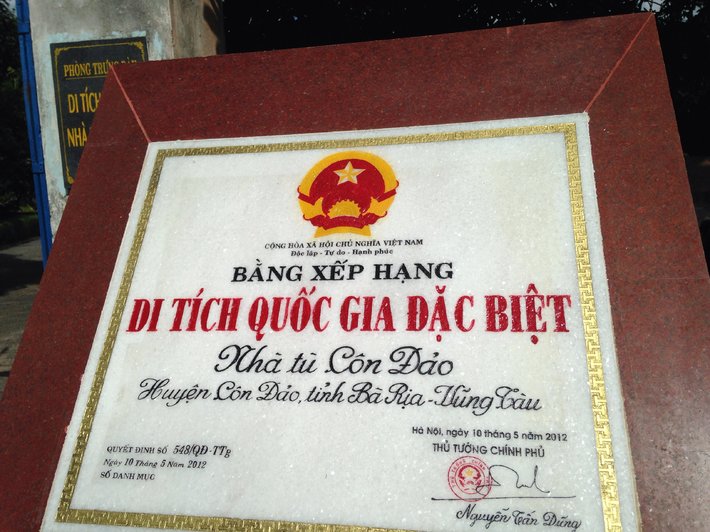 PHÒNG TRƯNG BÀY
DI TÍCH
NHÀ
CỘNG HÒA XÃ HỘI CHỦ NGHĨA VIỆT NAM
Độc lập - Tự do - Hạnh phúc
BẰNG XẾP HẠNG
DI TÍCH QUỐC GIA ĐẶC BIỆT
Nhà tù Côn Đảo
Huyện Côn Đảo, tỉnh Bà Rịa - Vũng Tàu
Hà Nội, ngày 10 tháng 5 năm 2012
THỦ TƯỚNG CHÍNH PHỦ
QUYẾT ĐỊNH SỐ 548/QĐ-TTg
Ngày 10 Tháng 5 Năm 2012
SỐ DANH MỤC
Nguyễn Tấn Dũng